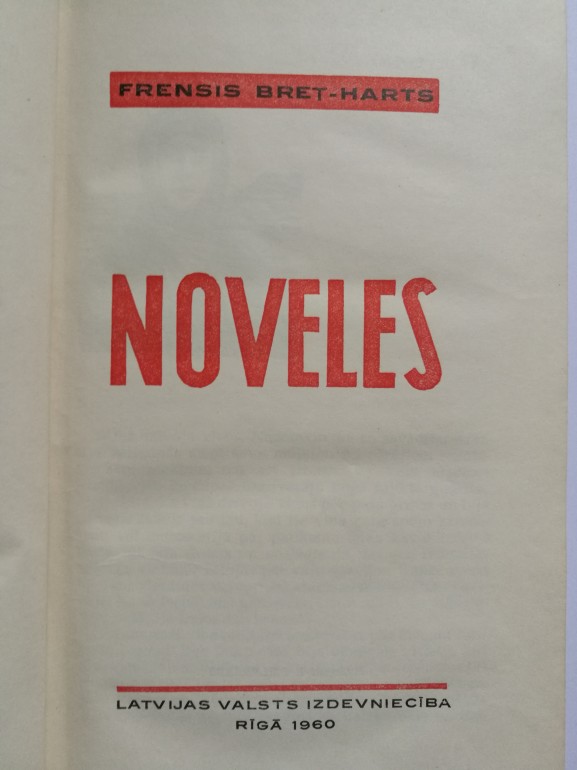 FRENSIS BRET-HARTS
NOVELES
LATVIJAS VALSTS IZDEVNIECĪBA
RĪGĀ 1960